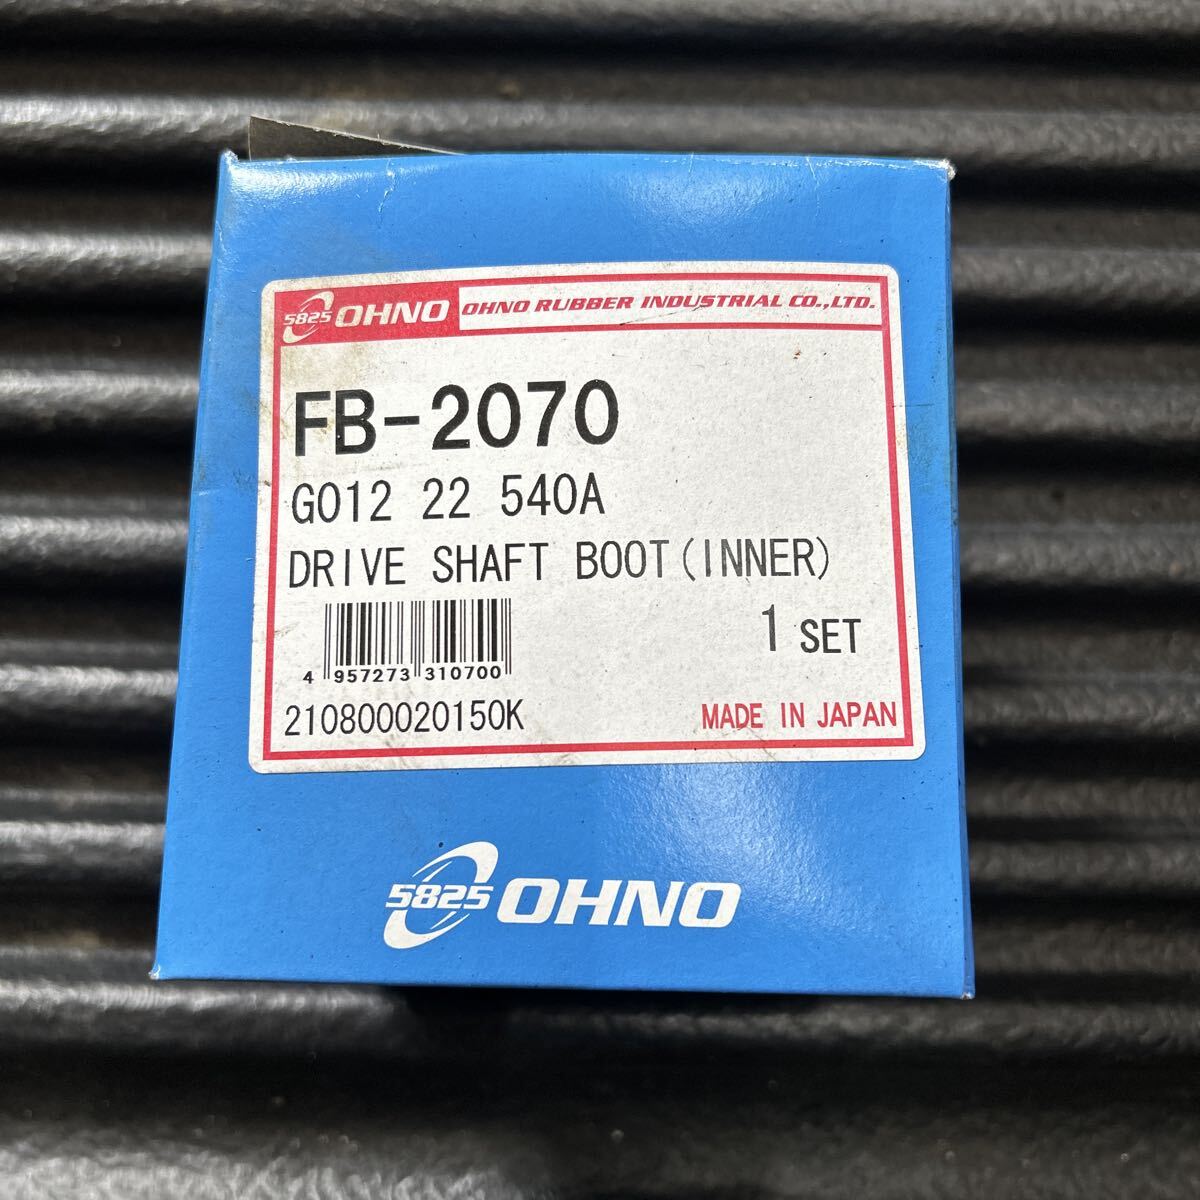 5825 OHNO OHNO RUBBER INDUSTRIAL CO.,LTD.
FB-2070
G012 22 540A
DRIVE SHAFT BOOT(INNER)
1 SET
4 957273 310700
210800020150K
MADE IN JAPAN
5825 OHNO